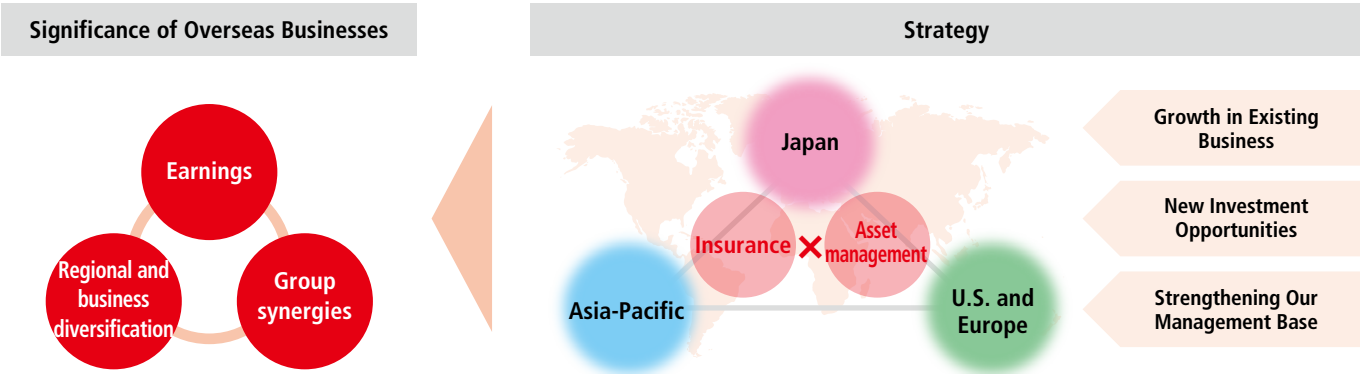 Significance of Overseas Businesses
Earnings
Regional and
business
diversification
Group
synergies
Strategy
Japan
Insurance
×
Asset
management
Asia-Pacific
U.S. and
Europe
Growth in Existing
Business
New Investment
Opportunities
Strengthening Our
Management Base